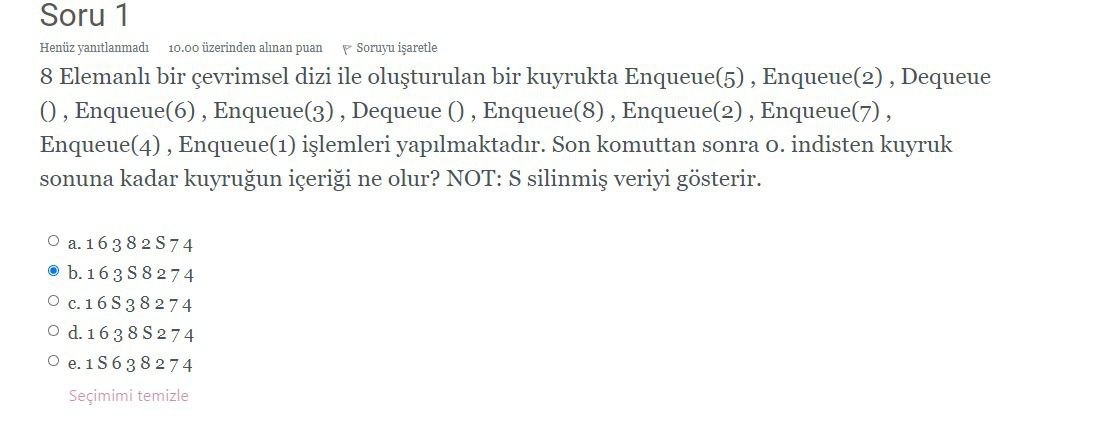 Soru 1
Henüz yanıtlanmadı 10.00 üzerinden alınan puan Soruyu işaretle
8 Elemanlı bir çevrimsel dizi ile oluşturulan bir kuyrukta Enqueue(5) , Enqueue(2) , Dequeue
() , Enqueue(6) , Enqueue(3) , Dequeue () , Enqueue(8) , Enqueue(2) , Enqueue(7) ,
Enqueue(4) , Enqueue(1) işlemleri yapılmaktadır. Son komuttan sonra 0. indisten kuyruk
sonuna kadar kuyruğun içeriği ne olur? NOT: S silinmiş veriyi gösterir.
a. 1 6 3 8 2 S 7 4
b. 1 6 3 S 8 2 7 4
c. 1 6 S 3 8 2 7 4
d. 1 6 3 8 S 2 7 4
e. 1 S 6 3 8 2 7 4
Seçimimi temizle